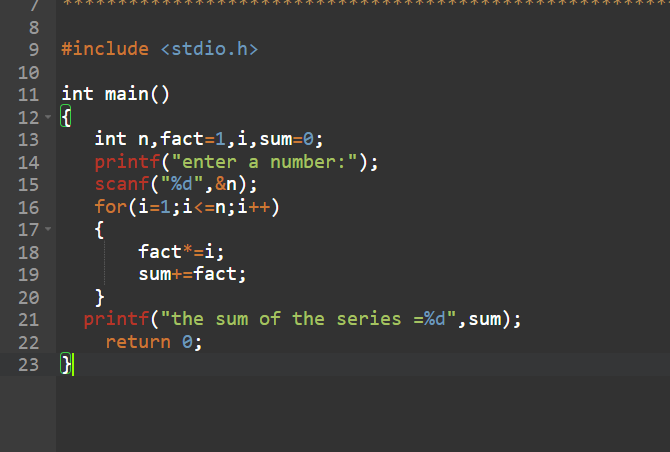 7 ************************************************************
8
9 #include <stdio.h>
10
11 int main()
12 {
13 int n,fact=1,i,sum=0;
14 printf("enter a number:");
15 scanf("%d",&n);
16 for(i=1;i<=n;i++)
17 {
18 fact*=i;
19 sum+=fact;
20 }
21 printf("the sum of the series =%d",sum);
22 return 0;
23 }